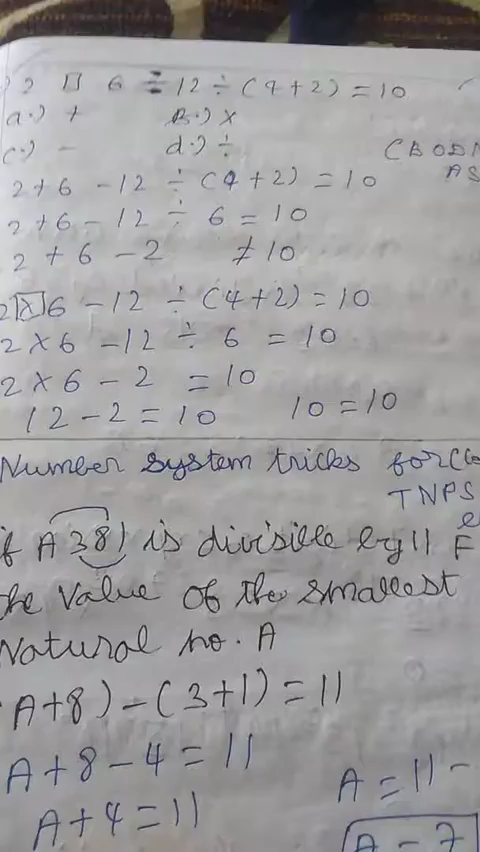 2 □ 6 ÷ 12 ÷ (4+2) = 10
a.) + B.) x
c.) - d.) ÷
(BODM
AS
2+6 -12 ÷ (4+2) = 10
2+6-12 ÷ 6 = 10
2 + 6 - 2 ≠ 10
2 x 6 - 12 ÷ (4+2) = 10
2 x 6 - 12 ÷ 6 = 10
2 x 6 - 2 = 10
12 - 2 = 10 10 = 10
Number system tricks for
TNPS
if A 381 is divisible by 11 F
the value of the smallest
Natural no. A
A+8) - (3+1) = 11
A+8-4 = 11
A = 11 -
A+4 = 11
A - 7